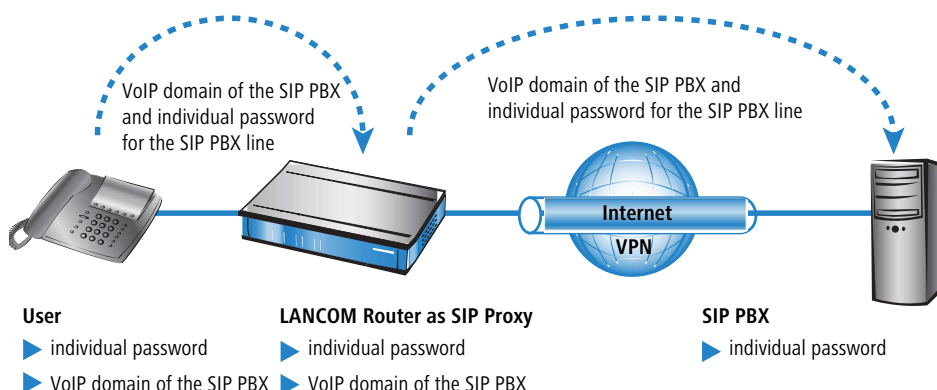 VoIP domain of the SIP PBX
and individual password
for the SIP PBX line
VoIP domain of the SIP PBX and
individual password for the SIP PBX line
Internet
VPN
User
individual password
VoIP domain of the SIP PBX
LANCOM Router as SIP Proxy
individual password
VoIP domain of the SIP PBX
SIP PBX
individual password